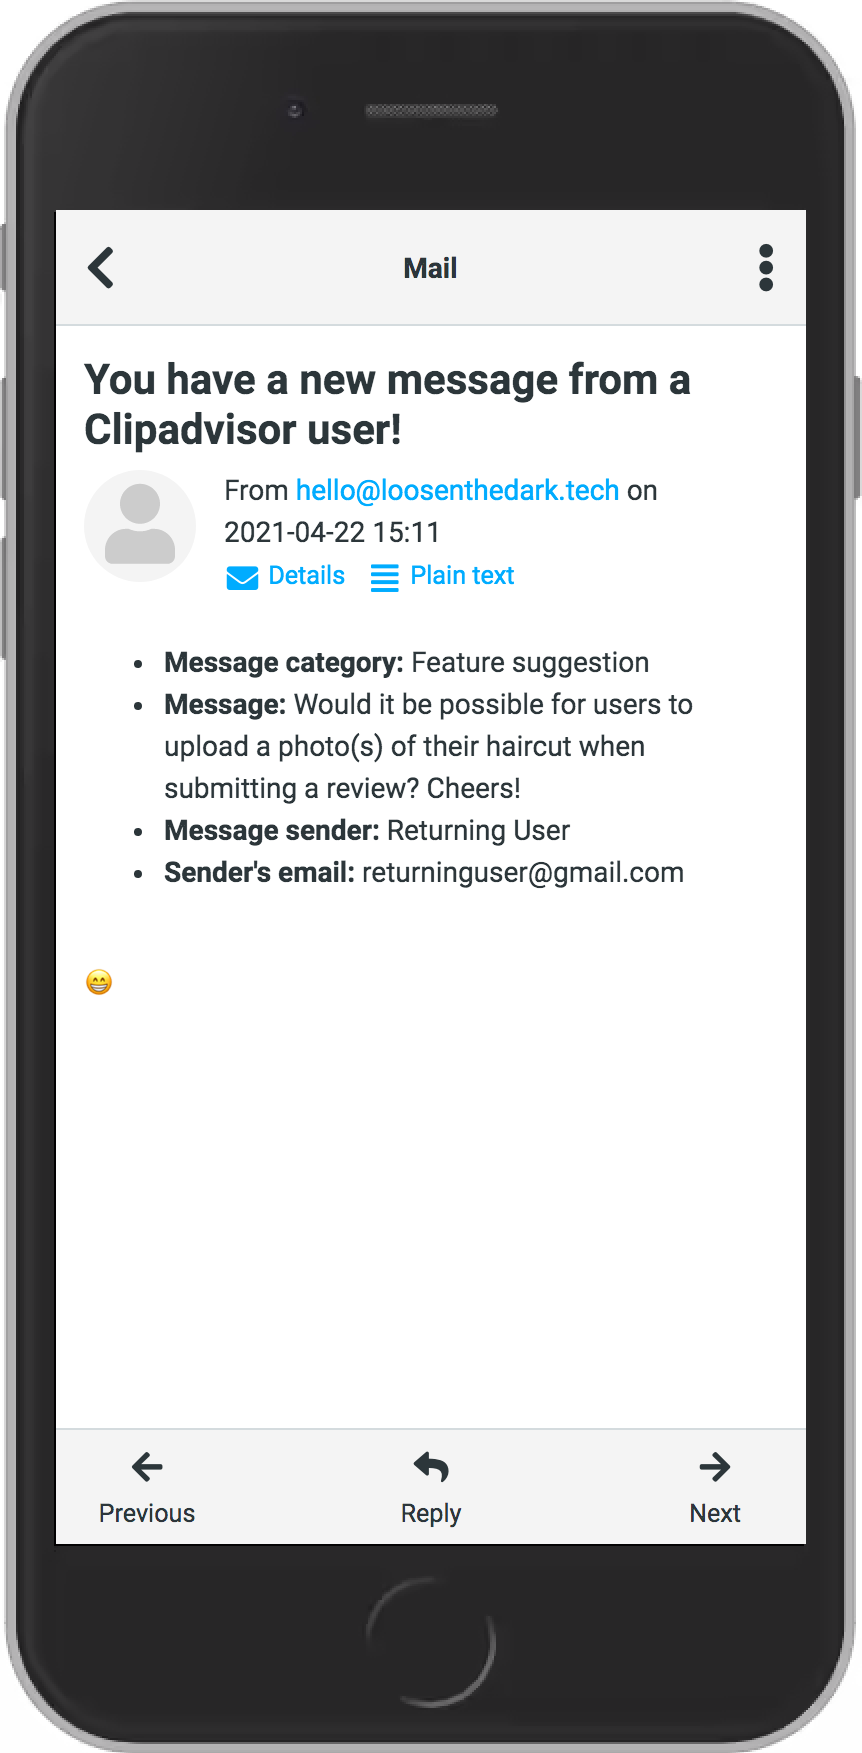 Mail
You have a new message from a
Clipadvisor user!
From hello@loosenthedark.tech on
2021-04-22 15:11
Details Plain text
• Message category: Feature suggestion
• Message: Would it be possible for users to
upload a photo(s) of their haircut when
submitting a review? Cheers!
• Message sender: Returning User
• Sender's email: returninguser@gmail.com
😁
Previous Reply Next